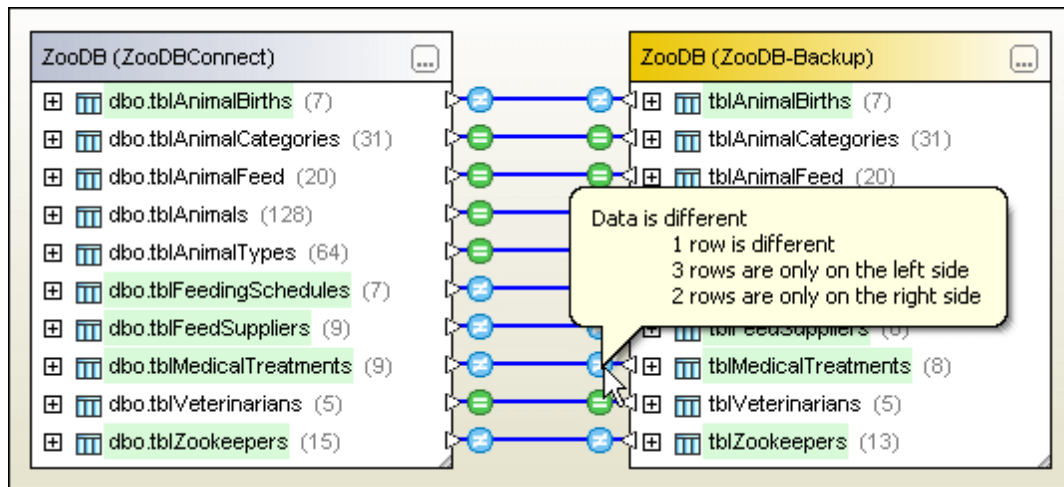 ZooDB (ZooDBConnect)
...
dbo.tblAnimalBirths (7)
dbo.tblAnimalCategories (31)
dbo.tblAnimalFeed (20)
dbo.tblAnimals (128)
dbo.tblAnimalTypes (64)
dbo.tblFeedingSchedules (7)
dbo.tblFeedSuppliers (9)
dbo.tblMedicalTreatments (9)
dbo.tblVeterinarians (5)
dbo.tblZookeepers (15)
ZooDB (ZooDB-Backup)
...
tblAnimalBirths (7)
tblAnimalCategories (31)
tblAnimalFeed (20)
Data is different
1 row is different
3 rows are only on the left side
2 rows are only on the right side
tblFeedSuppliers
tblMedicalTreatments (8)
tblVeterinarians (5)
tblZookeepers (13)